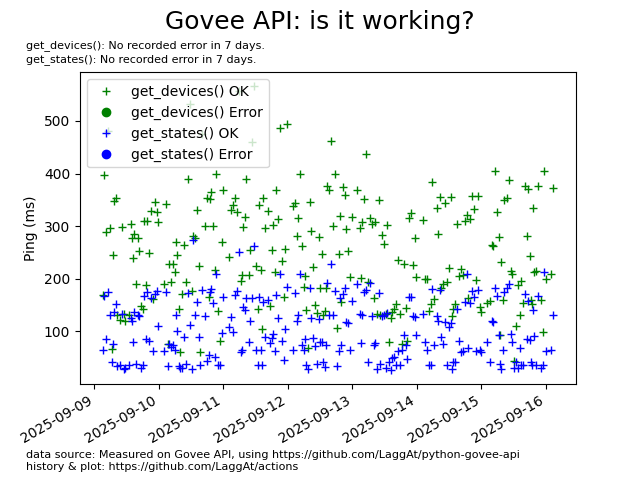 Govee API: is it working?
get_devices(): No recorded error in 7 days.
get_states(): No recorded error in 7 days.
get_devices() OK
get_devices() Error
get_states() OK
get_states() Error
Ping (ms)
500
400
300
200
100
2025-09-09
2025-09-10
2025-09-11
2025-09-12
2025-09-13
2025-09-14
2025-09-15
2025-09-16
data source: Measured on Govee API, using https://github.com/LaggAt/python-govee-api
history & plot: https://github.com/LaggAt/actions